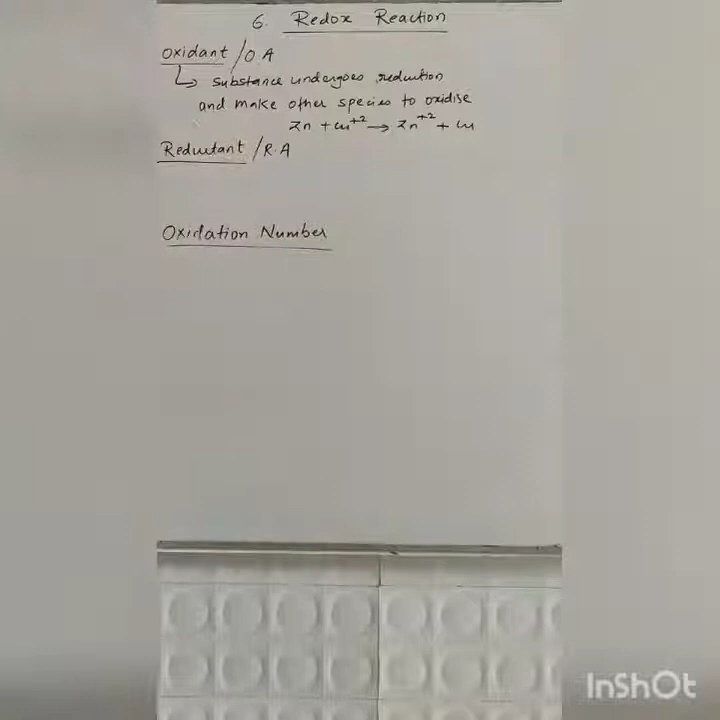 6. Redox Reaction
Oxidant / O A
↳ substance undergoes reduction
and make other species to oxidise
Zn + Cu+2 → Zn+2 + Cu
Reductant / R.A
Oxidation Number
InShOt